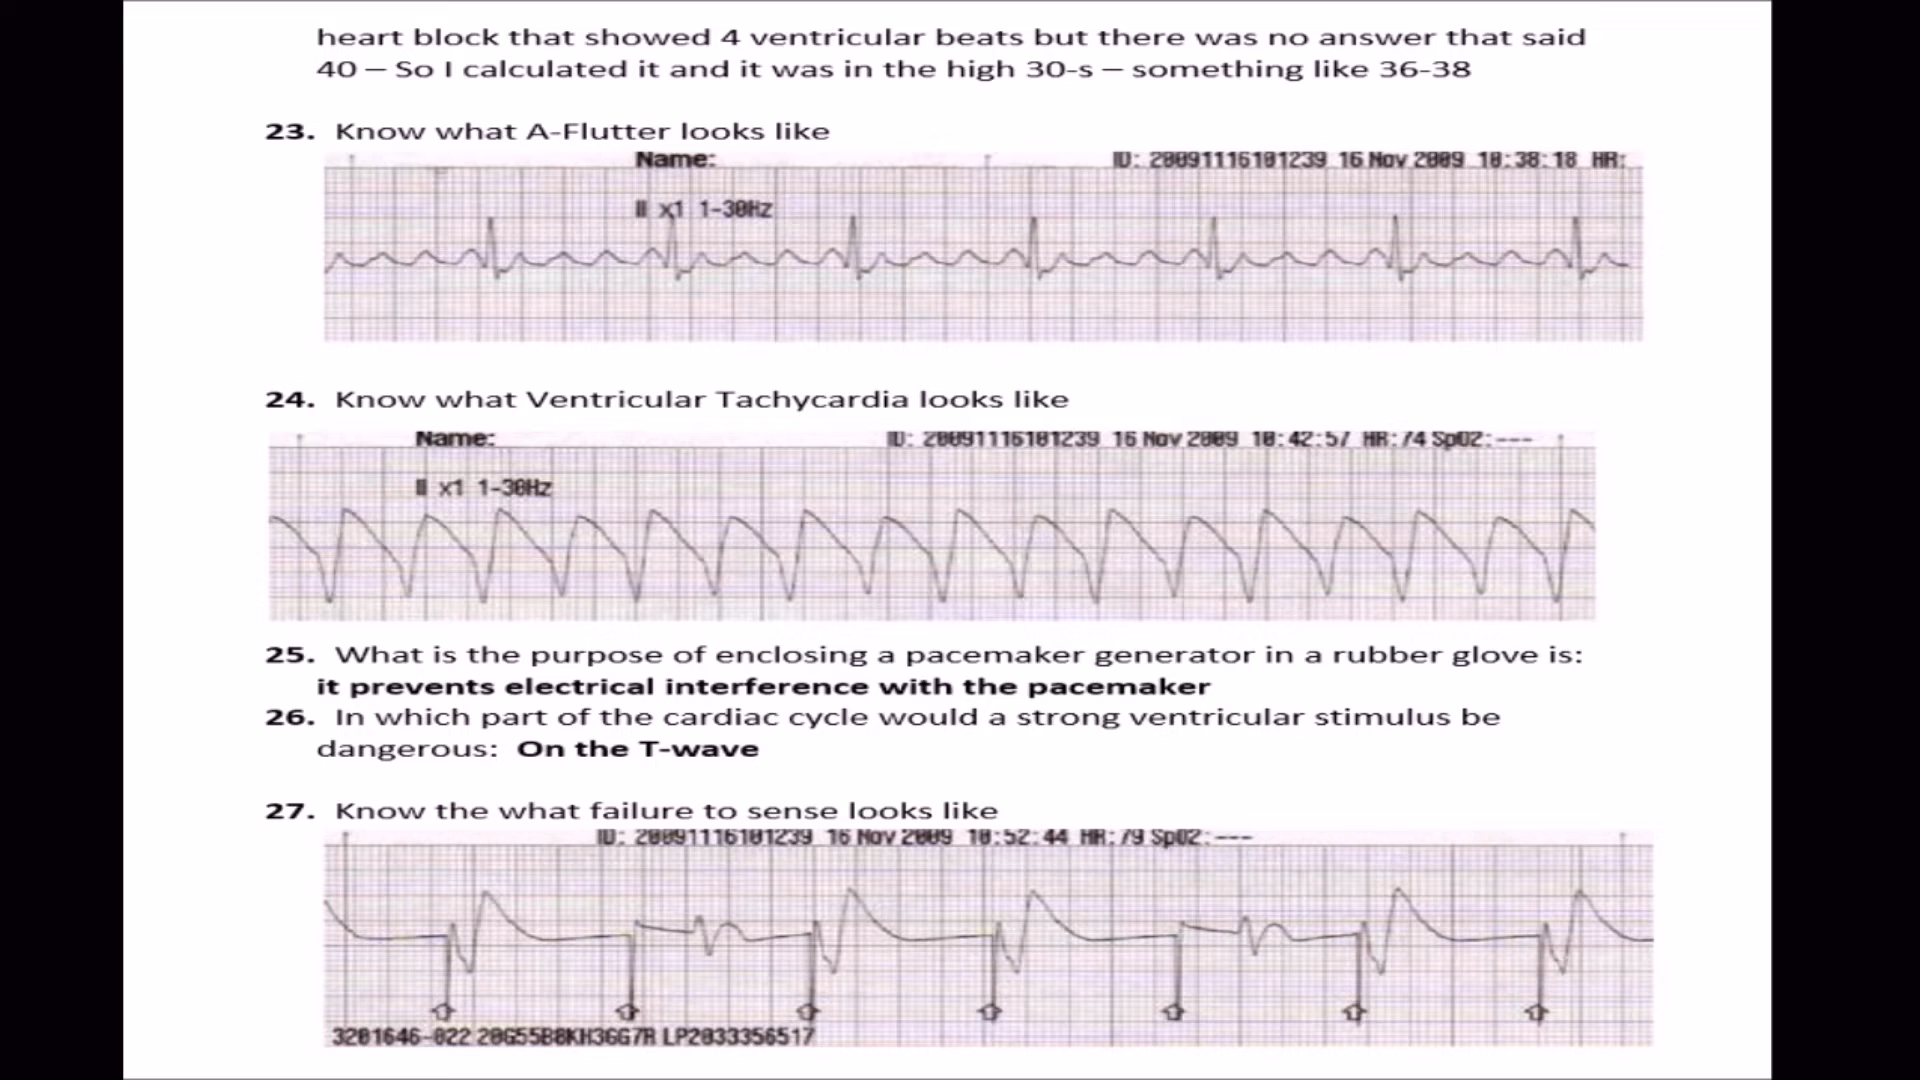 heart block that showed 4 ventricular beats but there was no answer that said
40 – So I calculated it and it was in the high 30-s – something like 36-38
23. Know what A-Flutter looks like
Name: ID: 20091116101239 16 Nov 2009 10:38:18 HR:
II x1 1-30Hz
24. Know what Ventricular Tachycardia looks like
Name: ID: 20091116101239 16 Nov 2009 10:42:57 HR:74 SpO2:---
II x1 1-30Hz
25. What is the purpose of enclosing a pacemaker generator in a rubber glove is:
it prevents electrical interference with the pacemaker
26. In which part of the cardiac cycle would a strong ventricular stimulus be
dangerous: On the T-wave
27. Know the what failure to sense looks like
ID: 20091116101239 16 Nov 2009 10:52:44 HR:79 SpO2:---
3201646-022 LP2033356517